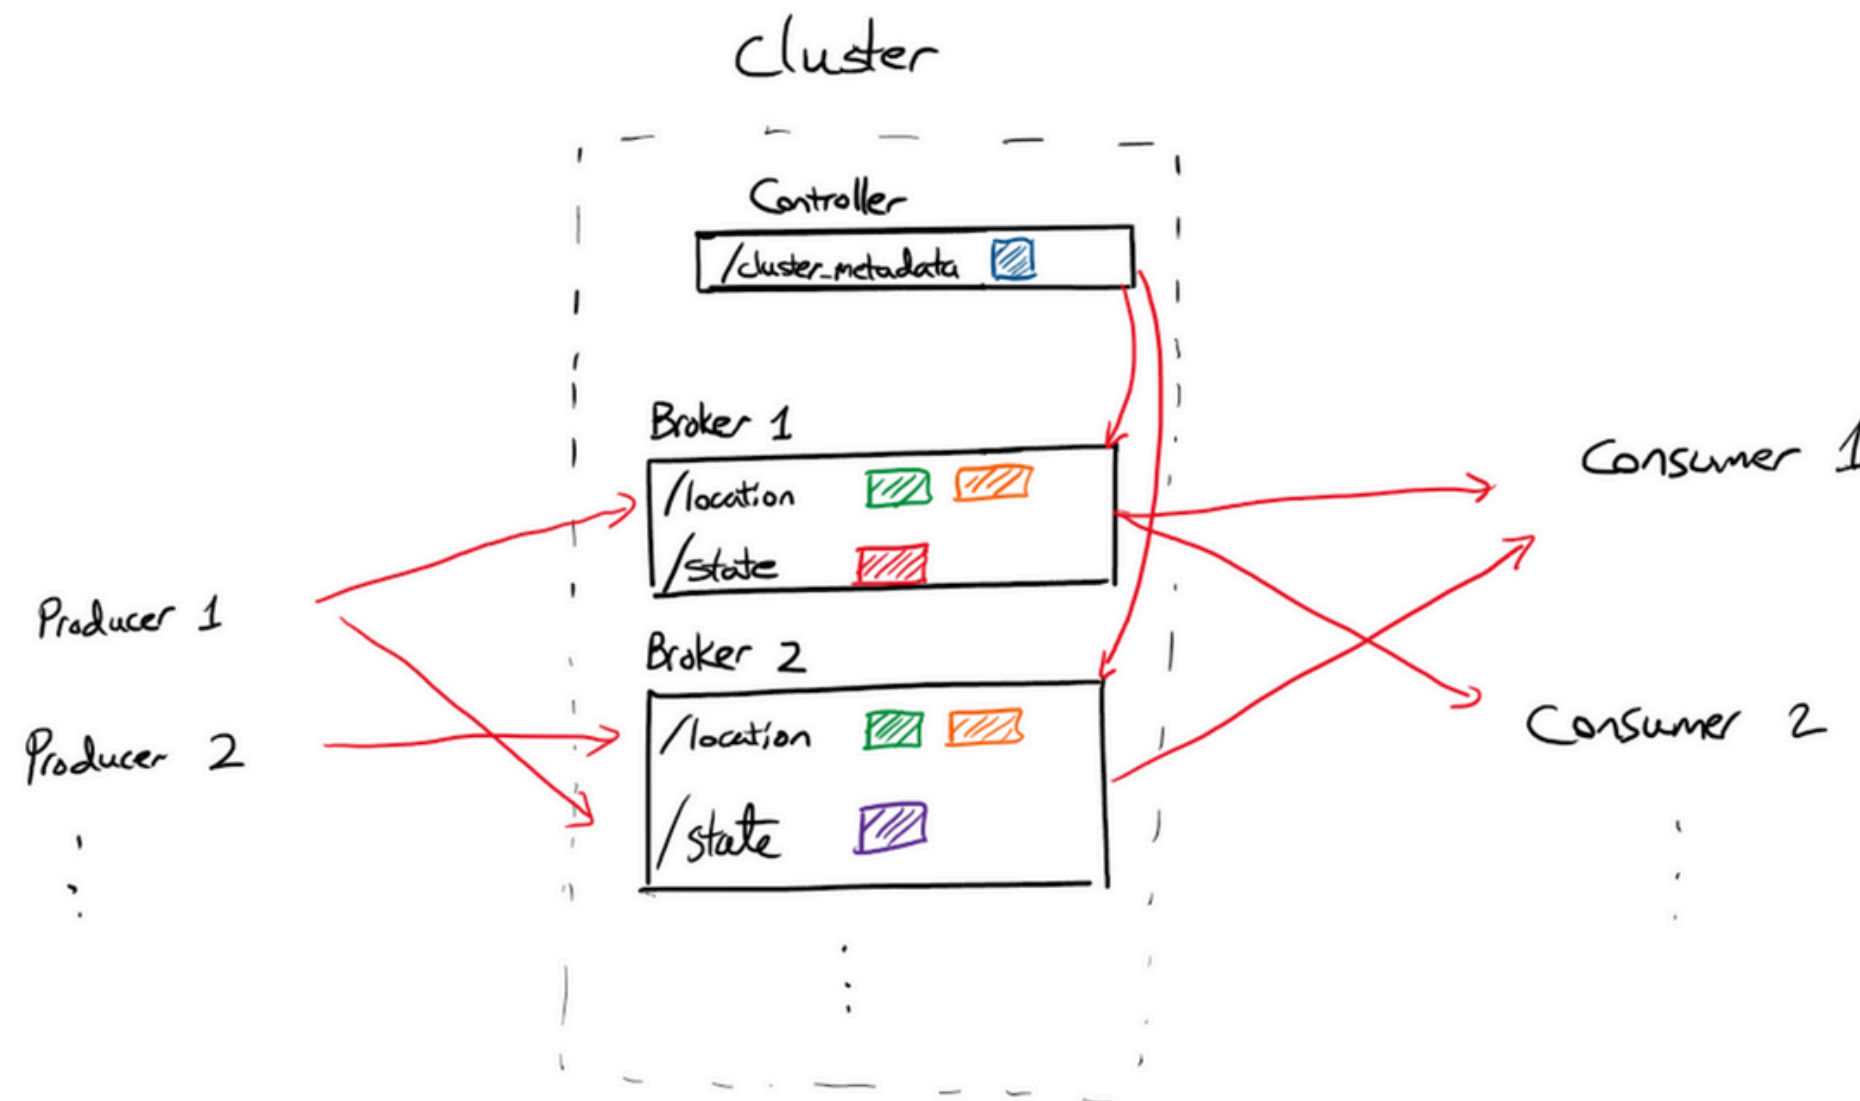 Cluster
Controller
/cluster_metadata
Broker 1
/location
/state
Broker 2
/location
/state
Producer 1
Producer 2
Consumer 1
Consumer 2